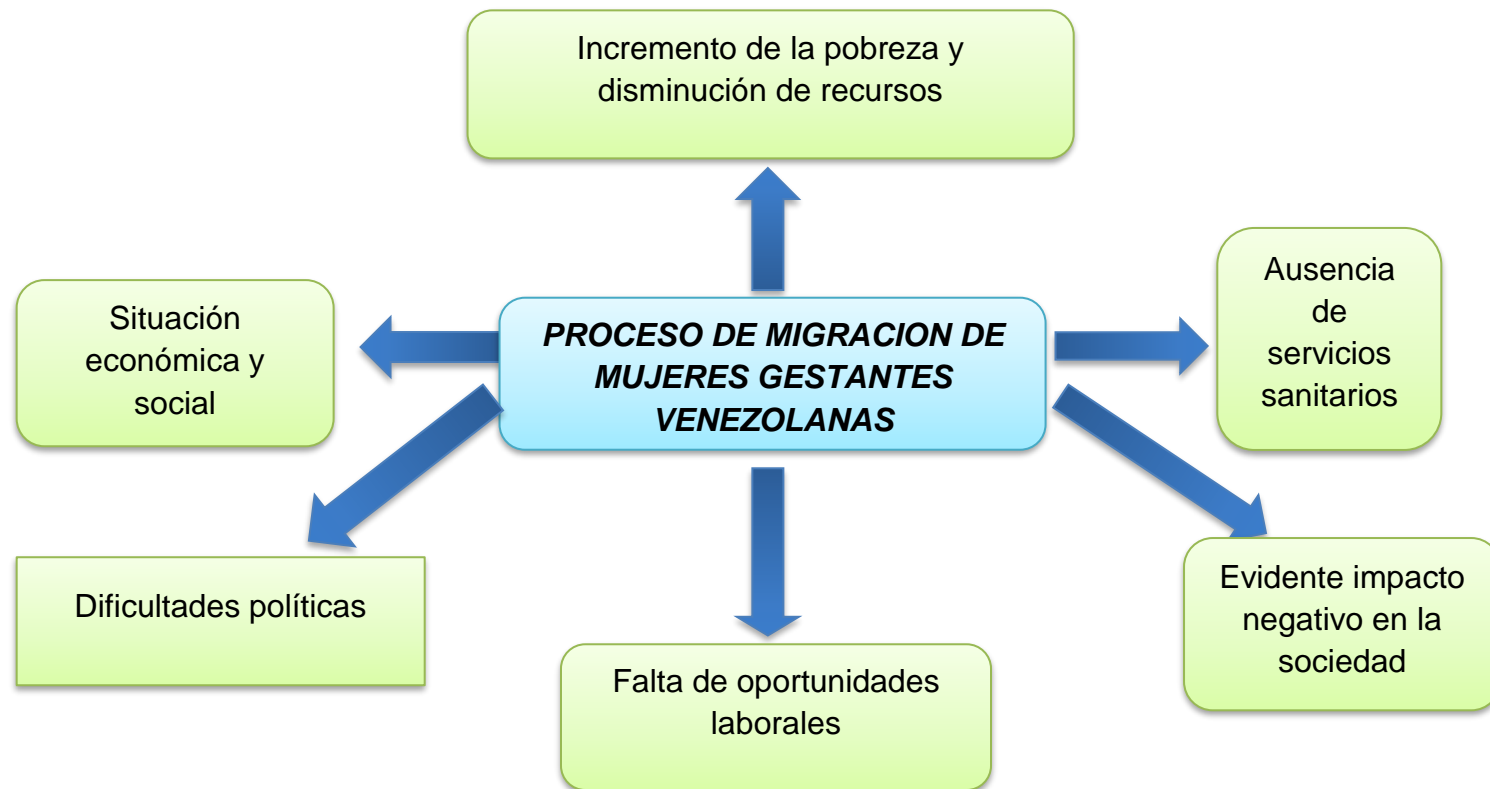 Incremento de la pobreza y
disminución de recursos
Ausencia
de
servicios
sanitarios
Situación
económica y
social
PROCESO DE MIGRACION DE
MUJERES GESTANTES
VENEZOLANAS
Dificultades políticas
Evidente impacto
negativo en la
sociedad
Falta de oportunidades
laborales